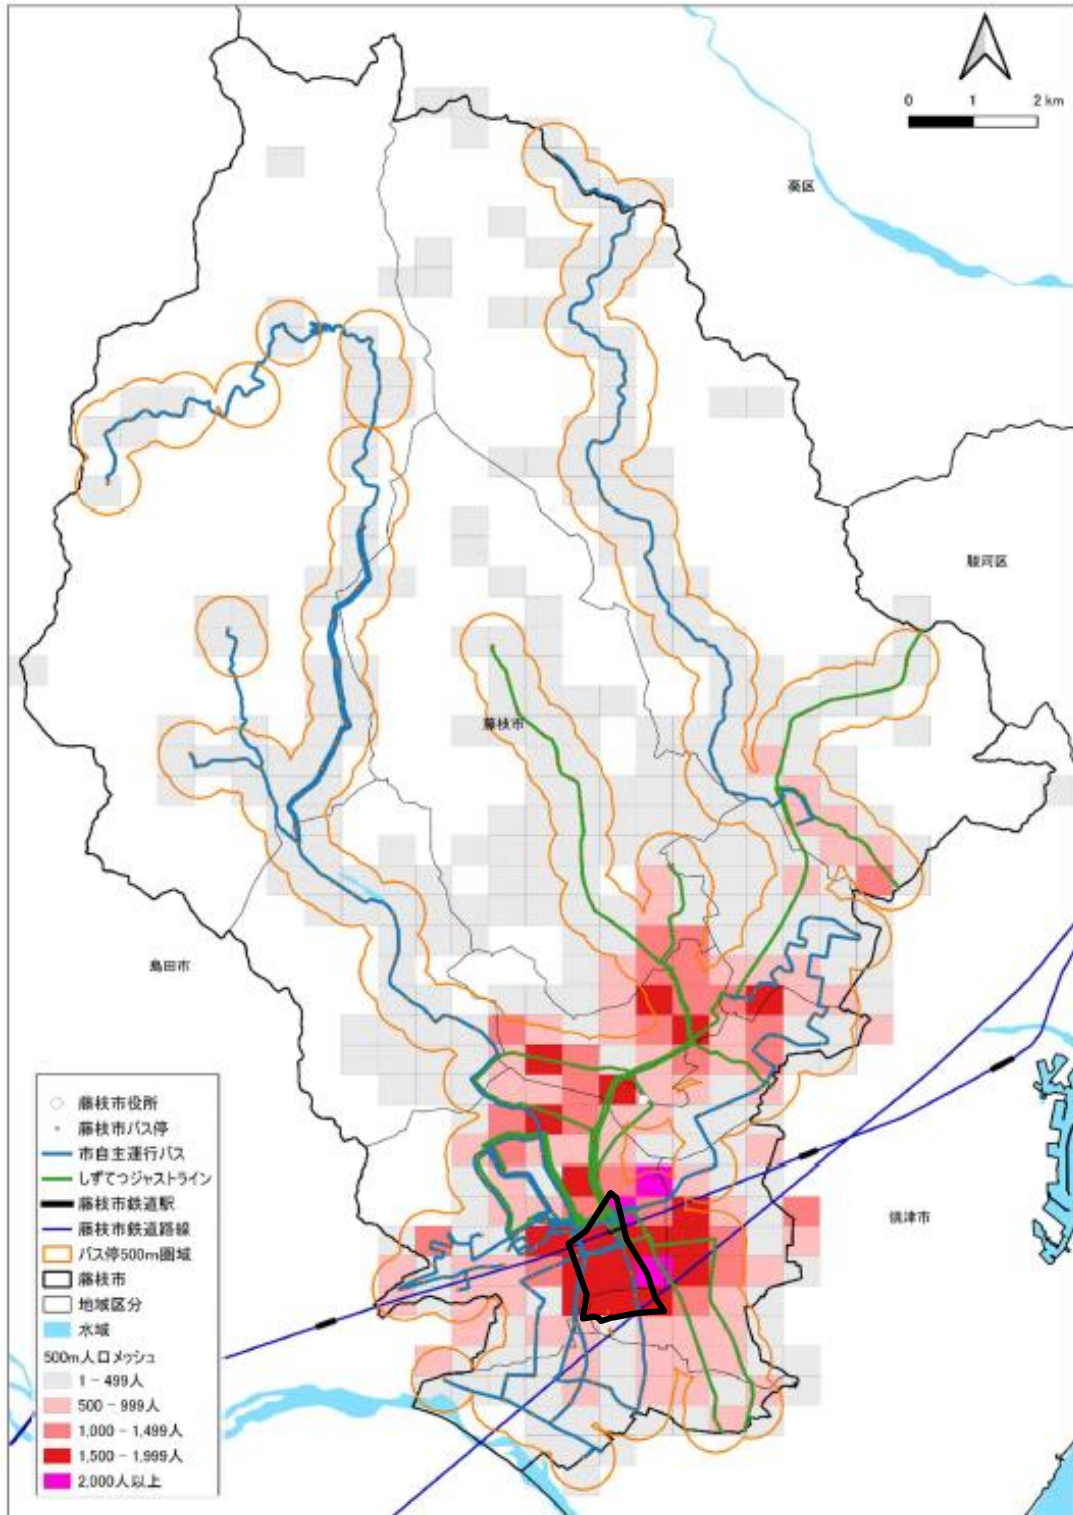 0 1 2 km
葵区
駿河区
藤枝市
島田市
焼津市
藤枝市役所
藤枝市バス停
市自主運行バス
しずてつジャストライン
藤枝市鉄道駅
藤枝市鉄道路線
バス停500m圏域
藤枝市
地域区分
水域
500m人口メッシュ
1 - 499人
500 - 999人
1,000 - 1,499人
1,500 - 1,999人
2,000人以上